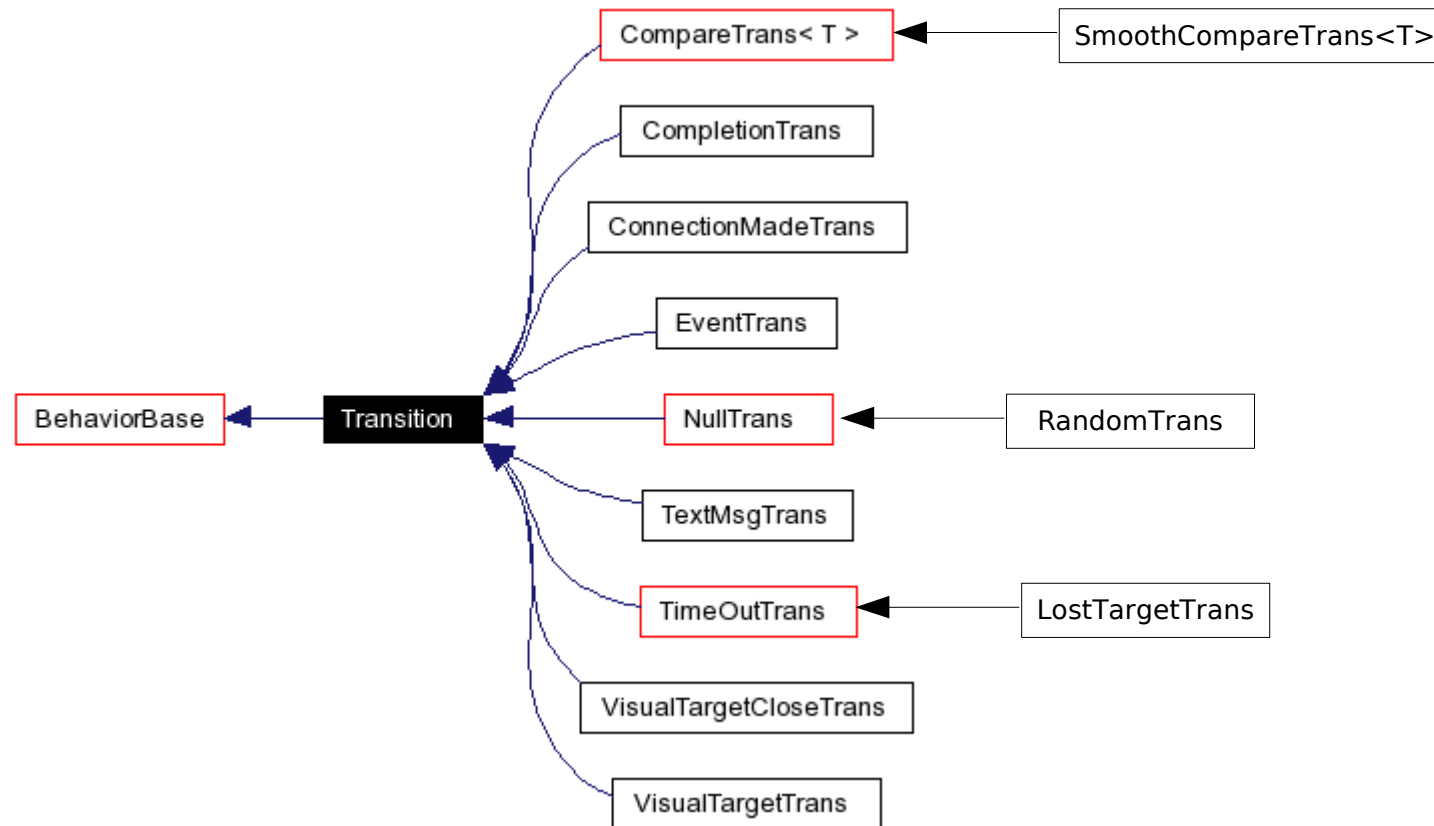 CompareTrans< T >
SmoothCompareTrans<T>
CompletionTrans
ConnectionMadeTrans
EventTrans
BehaviorBase
Transition
NullTrans
RandomTrans
TextMsgTrans
TimeOutTrans
LostTargetTrans
VisualTargetCloseTrans
VisualTargetTrans